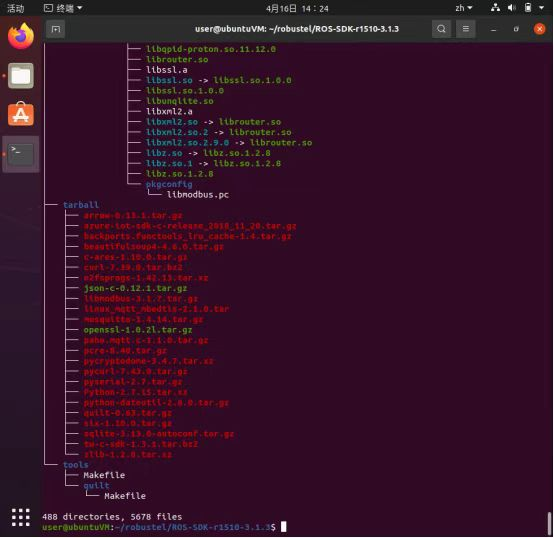 活动
终端
4月16日 14：24
zh
user@ubuntuVM: ~/robustel/ROS-SDK-r1510-3.1.3
libqpid-proton.so.11.12.0
librouter.so
libssl.a
libssl.so -> libssl.so.1.0.0
libssl.so.1.0.0
libunqlite.so
libxml2.a
libxml2.so -> librouter.so
libxml2.so.2 -> librouter.so
libxml2.so.2.9.0 -> librouter.so
libz.so -> libz.so.1.2.8
libz.so.1 -> libz.so.1.2.8
libz.so.1.2.8
pkgconfig
libmodbus.pc
tarball
arrow-0.13.1.tar.gz
azure-iot-sdk-c-release_2018_11_20.tar.gz
backports.functools_lru_cache-1.4.tar.gz
beautifulsoup4-4.6.0.tar.gz
c-ares-1.10.0.tar.gz
curl-7.39.0.tar.bz2
e2fsprogs-1.42.13.tar.xz
json-c-0.12.1.tar.gz
libmodbus-3.1.7.tar.gz
linux_mqtt_mbedtls-2.1.0.tar
mosquitto-1.4.14.tar.gz
openssl-1.0.2l.tar.gz
paho.mqtt.c-1.1.0.tar.gz
pcre-8.40.tar.gz
pycryptodome-3.4.7.tar.xz
pycurl-7.43.0.tar.gz
pyserial-2.7.tar.gz
Python-2.7.15.tar.xz
python-dateutil-2.8.0.tar.gz
quilt-0.63.tar.gz
six-1.10.0.tar.gz
sqlite-3.13.0-autoconf.tar.gz
tw-c-sdk-1.3.1.tar.bz2
zlib-1.2.8.tar.xz
tools
Makefile
quilt
Makefile
488 directories, 5678 files
user@ubuntuVM:~/robustel/ROS-SDK-r1510-3.1.3$